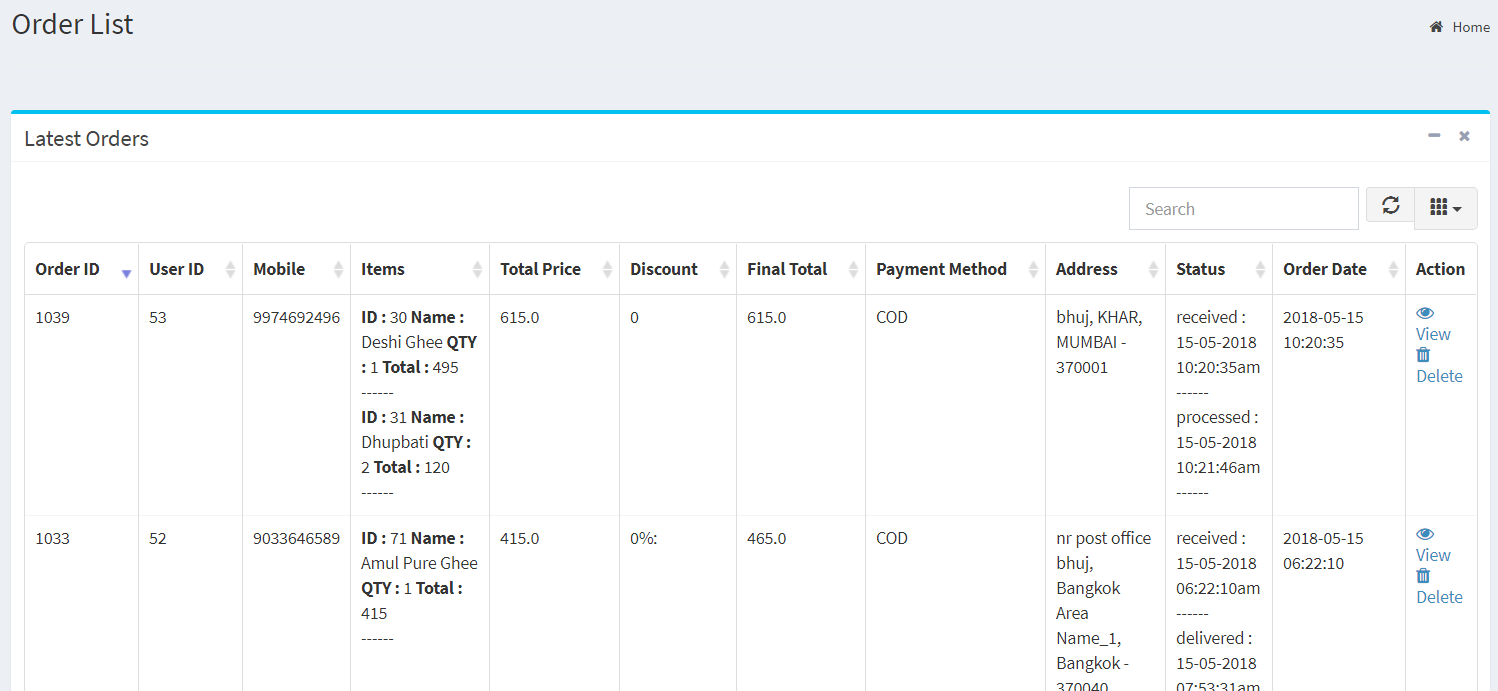 Order List
Home
Latest Orders
Search
Order ID
User ID
Mobile
Items
Total Price
Discount
Final Total
Payment Method
Address
Status
Order Date
Action
1039
53
9974692496
ID : 30 Name :
Deshi Ghee QTY
: 1 Total : 495
------
ID : 31 Name :
Dhupbati QTY :
2 Total : 120
------
615.0
0
615.0
COD
bhuj, KHAR,
MUMBAI -
370001
received :
15-05-2018
10:20:35am
------
processed :
15-05-2018
10:21:46am
------
2018-05-15
10:20:35
View
Delete
1033
52
9033646589
ID : 71 Name :
Amul Pure Ghee
QTY : 1 Total :
415
------
415.0
0%:
465.0
COD
nr post office
bhuj,
Bangkok
Area
Name_1,
Bangkok -
370040
received :
15-05-2018
06:22:10am
------
delivered :
15-05-2018
07:53:31am
2018-05-15
06:22:10
View
Delete